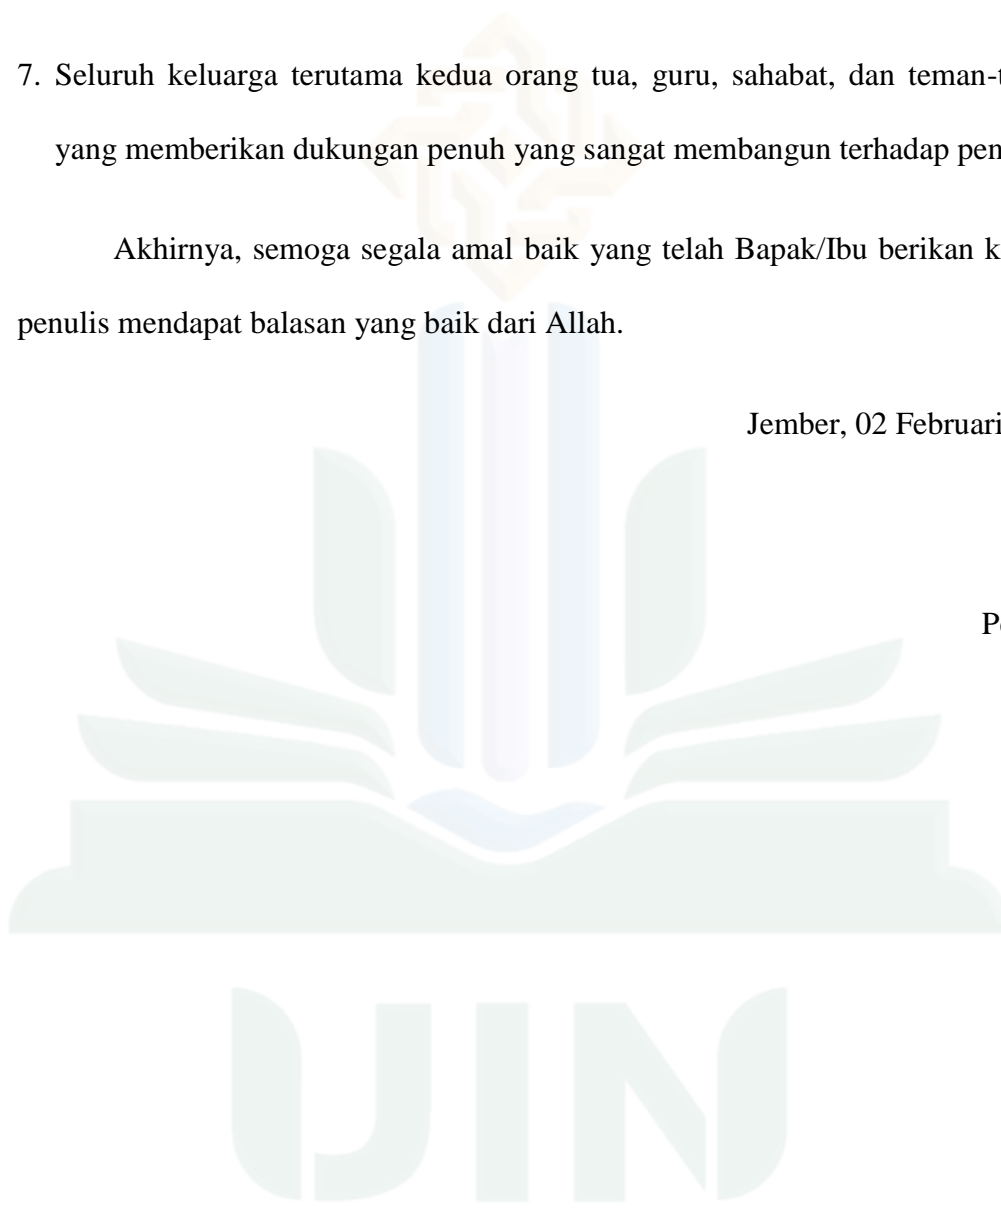 7. Seluruh keluarga terutama kedua orang tua, guru, sahabat, dan teman-
yang memberikan dukungan penuh yang sangat membangun terhadap
Akhirnya, semoga segala amal baik yang telah Bapak/Ibu berikan
penulis mendapat balasan yang baik dari Allah.
Jember, 02 Februari
UIN